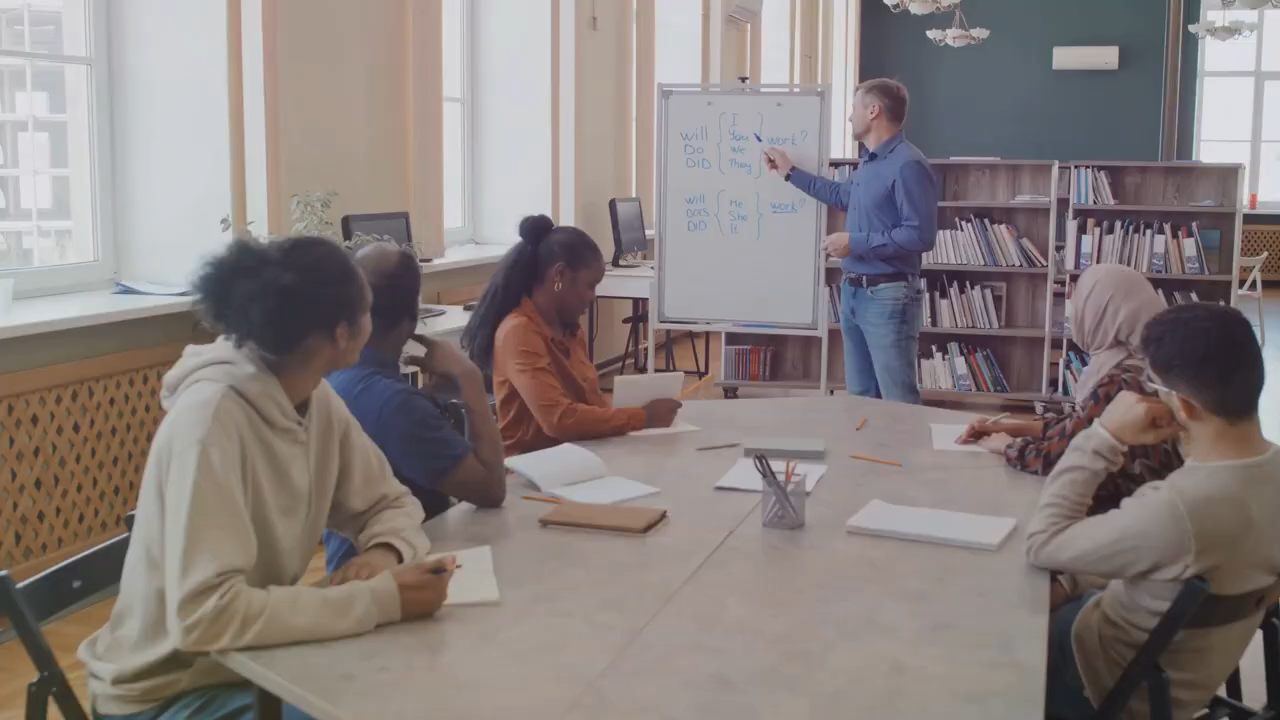 I
Will { You } work?
Do { We
DID { They
Will { He } work?
DOES { She
DID { It